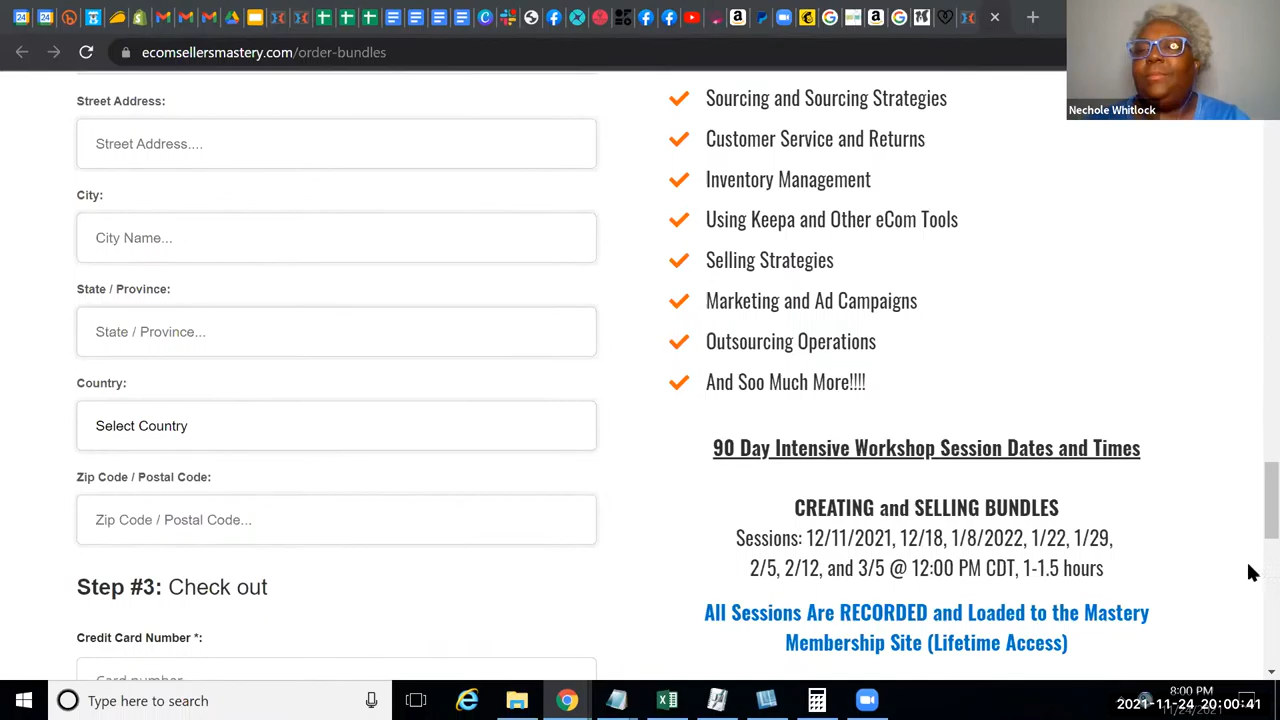 24
24
ecomsellersmastery.com/order-bundles
Nechole Whitlock
Street Address:
Street Address....
City:
City Name...
State / Province:
State / Province...
Country:
Select Country
Zip Code / Postal Code:
Zip Code / Postal Code...
Step #3: Check out
Credit Card Number *:
Card number
Sourcing and Sourcing Strategies
Customer Service and Returns
Inventory Management
Using Keepa and Other eCom Tools
Selling Strategies
Marketing and Ad Campaigns
Outsourcing Operations
And Soo Much More!!!!
90 Day Intensive Workshop Session Dates and Times
CREATING and SELLING BUNDLES
Sessions: 12/11/2021, 12/18, 1/8/2022, 1/22, 1/29,
2/5, 2/12, and 3/5 @ 12:00 PM CDT, 1-1.5 hours
All Sessions Are RECORDED and Loaded to the Mastery
Membership Site (Lifetime Access)
Type here to search
8:00 PM
2021-11-24 20:00:41